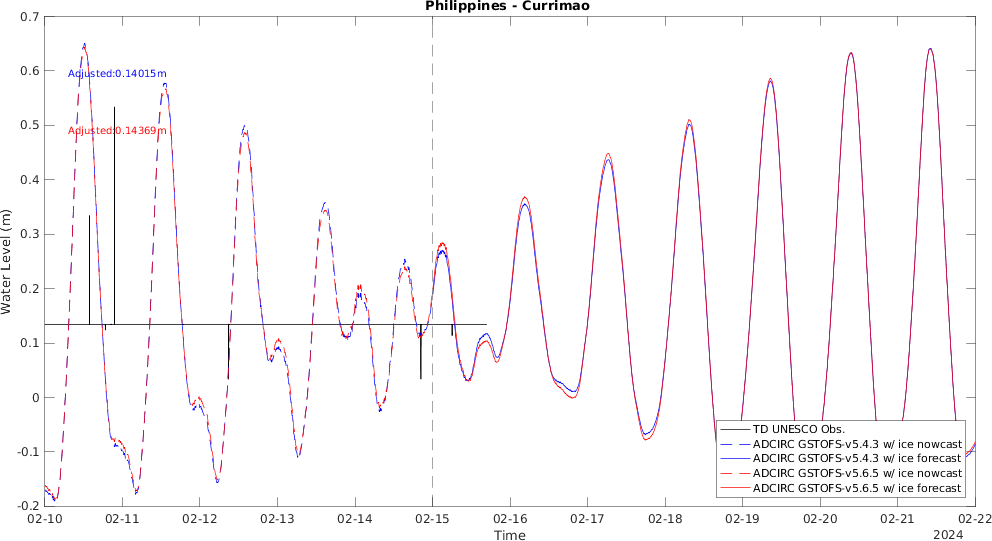 Philippines - Currimao
0.7
0.6
0.5
0.4
0.3
0.2
0.1
0
-0.1
-0.2
Water Level (m)
Adjusted:0.14015m
Adjusted:0.14369m
TD UNESCO Obs.
ADCIRC GSTOFS-v5.4.3 w/ ice nowcast
ADCIRC GSTOFS-v5.4.3 w/ ice forecast
ADCIRC GSTOFS-v5.6.5 w/ ice nowcast
ADCIRC GSTOFS-v5.6.5 w/ ice forecast
02-10 02-11 02-12 02-13 02-14 02-15 02-16 02-17 02-18 02-19 02-20 02-21 02-22
Time
2024